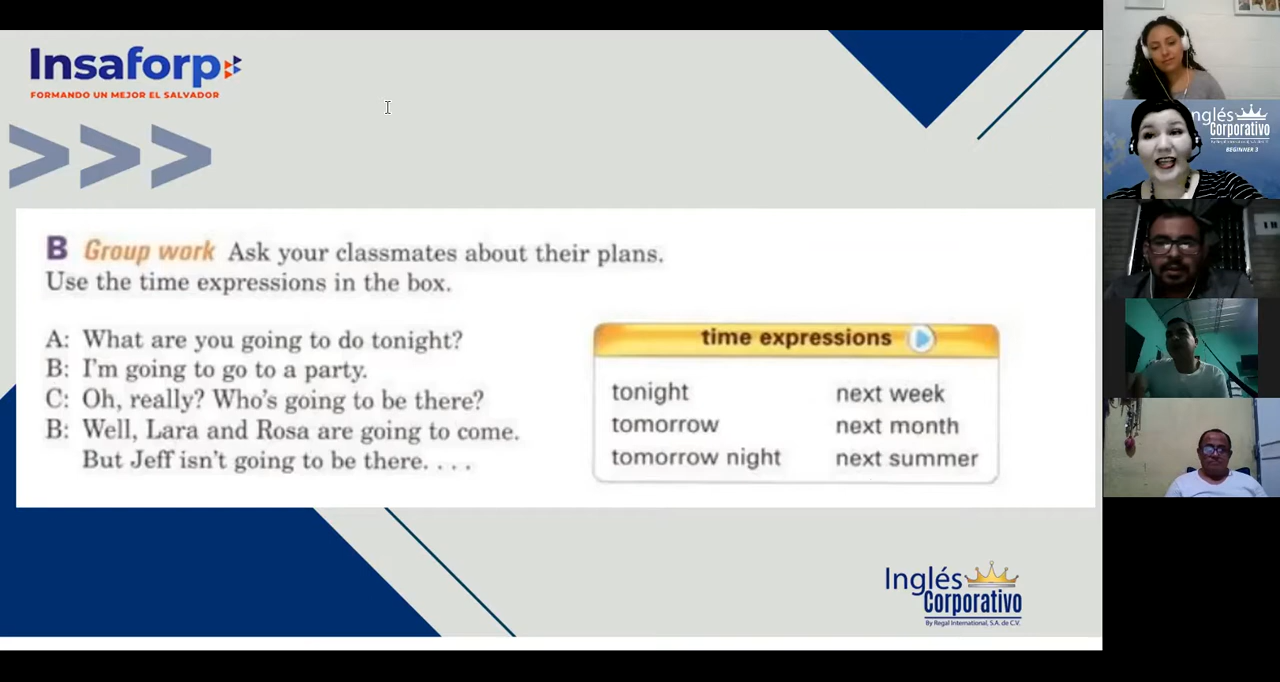 Insaforp
FORMANDO UN MEJOR EL SALVADOR
>>>
B Group work Ask your classmates about their plans.
Use the time expressions in the box.
A: What are you going to do tonight?
B: I'm going to go to a party.
C: Oh, really? Who's going to be there?
B: Well, Lara and Rosa are going to come.
But Jeff isn't going to be there. . . .
time expressions
tonight next week
tomorrow next month
tomorrow night next summer
Inglés
Corporativo
By Regal International, S.A. de C.V.
nglés
Corporativo
BEGINNER 3